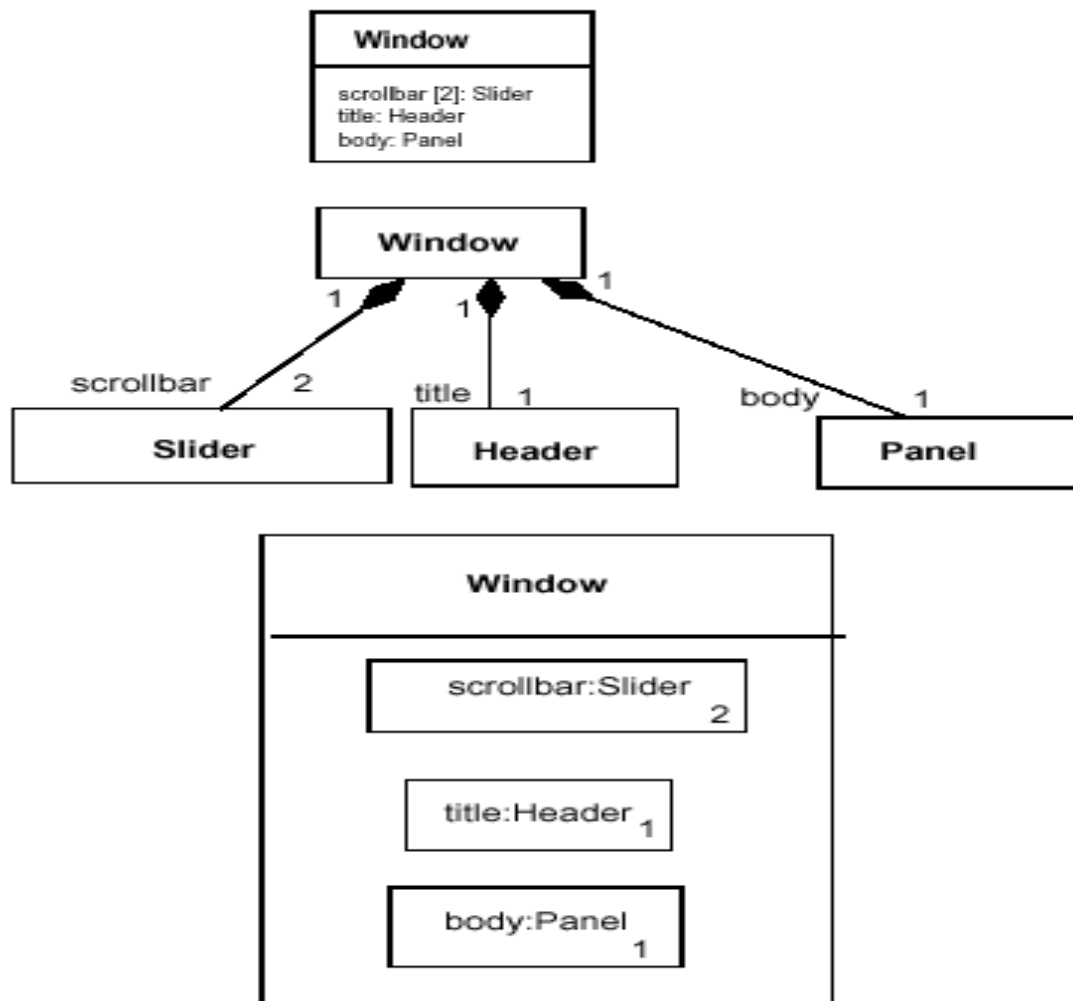 Window
scrollbar [2]: Slider
title: Header
body: Panel
Window
1
1
1
scrollbar
2
title
1
body
1
Slider
Header
Panel
Window
scrollbar:Slider
2
title:Header
1
body:Panel
1